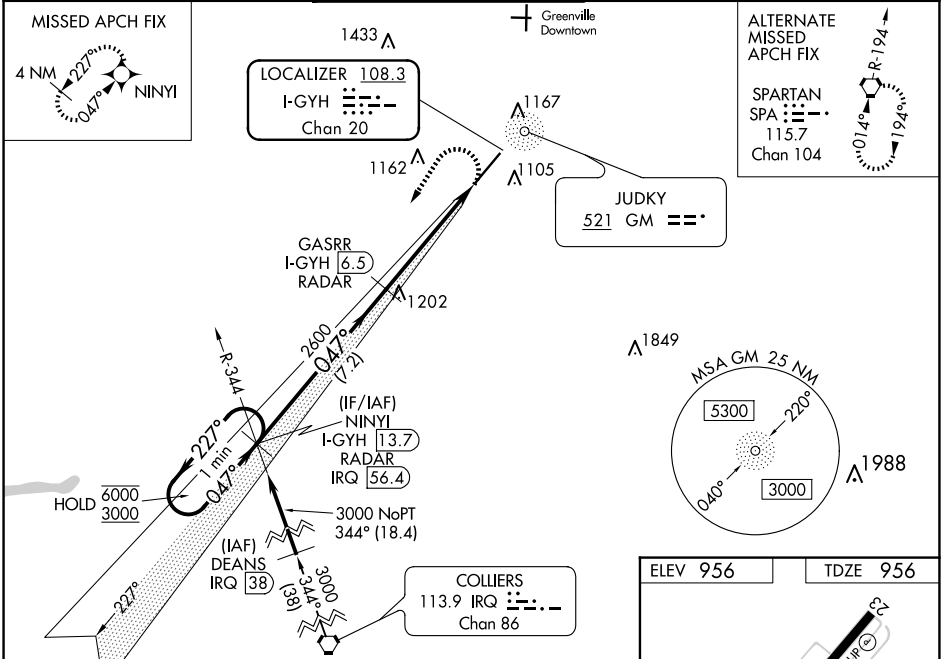 MISSED APCH FIX
4 NM
227°
047°
NINYI
Greenville
Downtown
1433
LOCALIZER 108.3
I-GYH
Chan 20
1167
1162
1105
JUDKY
521 GM
ALTERNATE
MISSED
APCH FIX
R-194
SPARTAN
SPA
115.7
Chan 104
014°
194°
GASRR
I-GYH 6.5
RADAR
1202
2600
047°
(7.2)
1849
R-344
MSA GM 25 NM
5300
220°
040°
3000
1988
(IF/IAF)
NINYI
I-GYH 13.7
RADAR
IRQ 56.4
227°
1 min
047°
HOLD 6000
3000
3000 NoPT
344° (18.4)
(IAF)
DEANS
IRQ 38
3000
344°
(38)
227°
COLLIERS
113.9 IRQ
Chan 86
ELEV 956
TDZE 956
23
UP
P